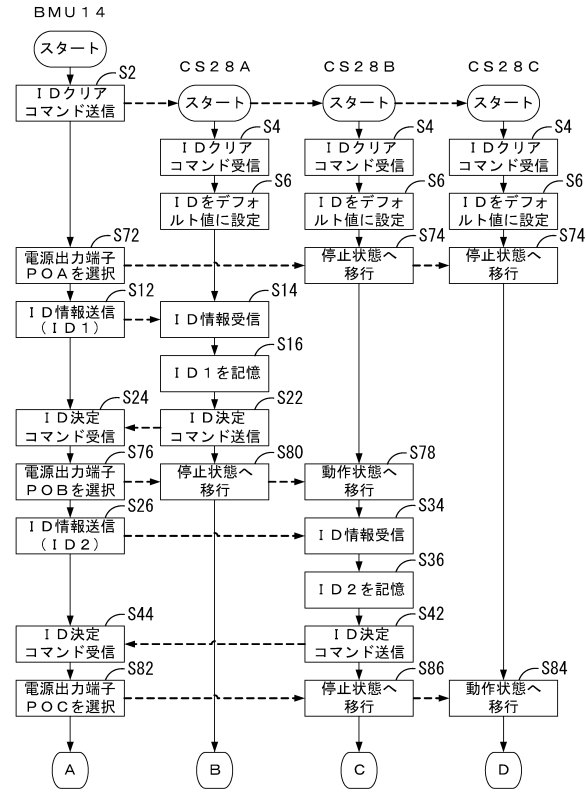 BMU14
スタート
CS28A
CS28B
CS28C
S2
IDクリア
コマンド送信
スタート
スタート
スタート
S4
IDクリア
コマンド受信
S4
IDクリア
コマンド受信
S4
IDクリア
コマンド受信
S6
IDをデフォ
ルト値に設定
S6
IDをデフォ
ルト値に設定
S6
IDをデフォ
ルト値に設定
S72
電源出力端子
POAを選択
S74
停止状態へ
移行
S74
停止状態へ
移行
S12
ID情報送信
(ID1)
S14
ID情報受信
S16
ID1を記憶
S24
ID決定
コマンド受信
S22
ID決定
コマンド送信
S76
電源出力端子
POBを選択
S80
停止状態へ
移行
S78
動作状態へ
移行
S26
ID情報送信
(ID2)
S34
ID情報受信
S36
ID2を記憶
S44
ID決定
コマンド受信
S42
ID決定
コマンド送信
S82
電源出力端子
POCを選択
S86
停止状態へ
移行
S84
動作状態へ
移行
A
B
C
D